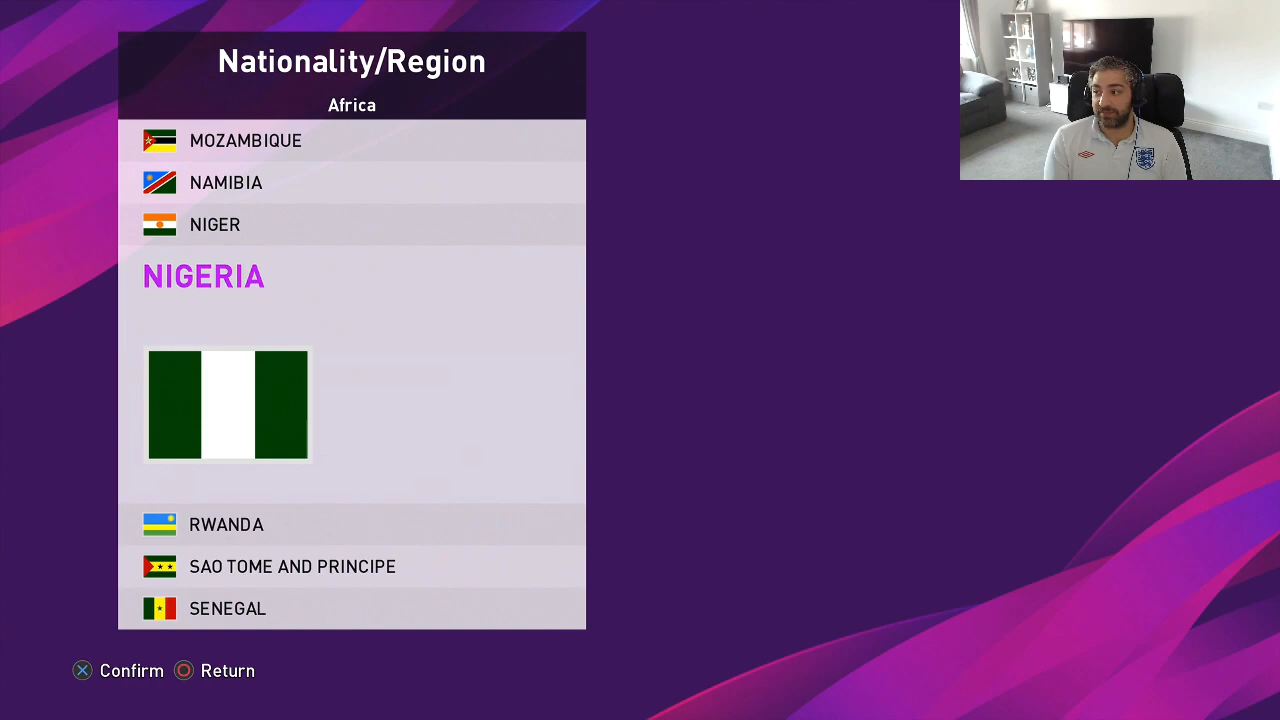 Nationality/Region
Africa
MOZAMBIQUE
NAMIBIA
NIGER
NIGERIA
RWANDA
SAO TOME AND PRINCIPE
SENEGAL
Confirm Return